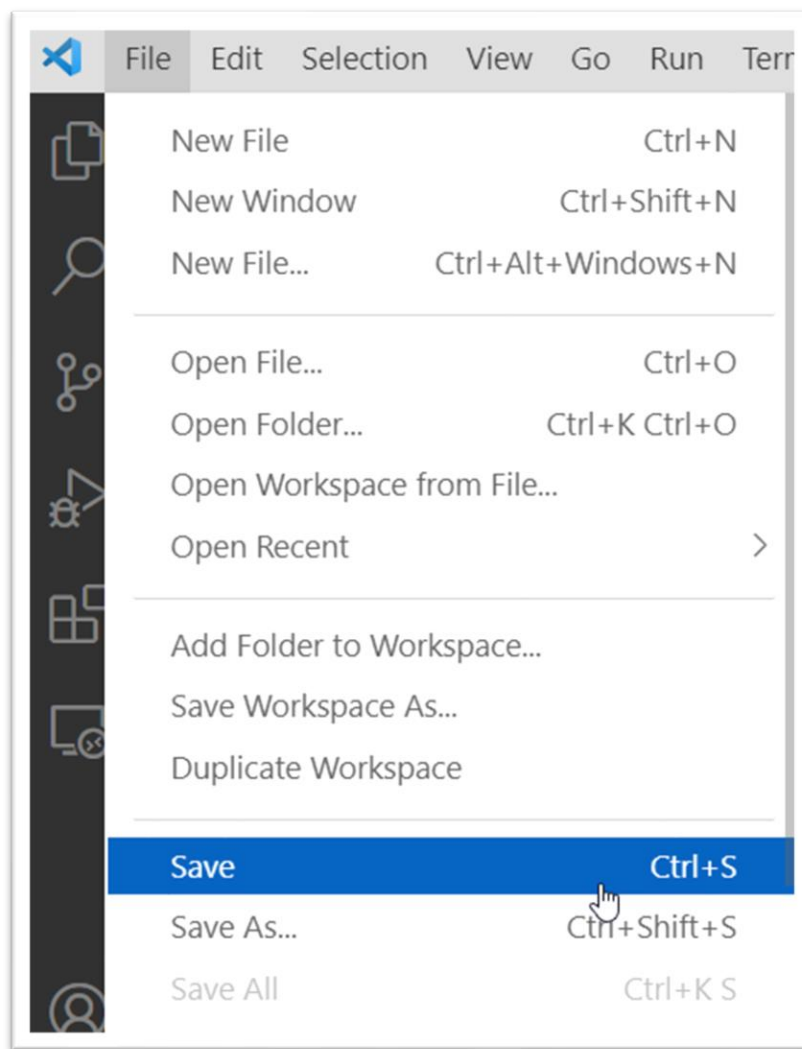 File Edit Selection View Go Run Terr
New File Ctrl+N
New Window Ctrl+Shift+N
New File... Ctrl+Alt+Windows+N
Open File... Ctrl+O
Open Folder... Ctrl+K Ctrl+O
Open Workspace from File...
Open Recent
Add Folder to Workspace...
Save Workspace As...
Duplicate Workspace
Save Ctrl+S
Save As... Ctrl+Shift+S
Save All Ctrl+K S